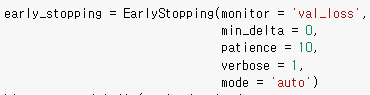 early_stopping = EarlyStopping(monitor = 'val_loss',
min_delta = 0,
patience = 10,
verbose = 1,
mode = 'auto')